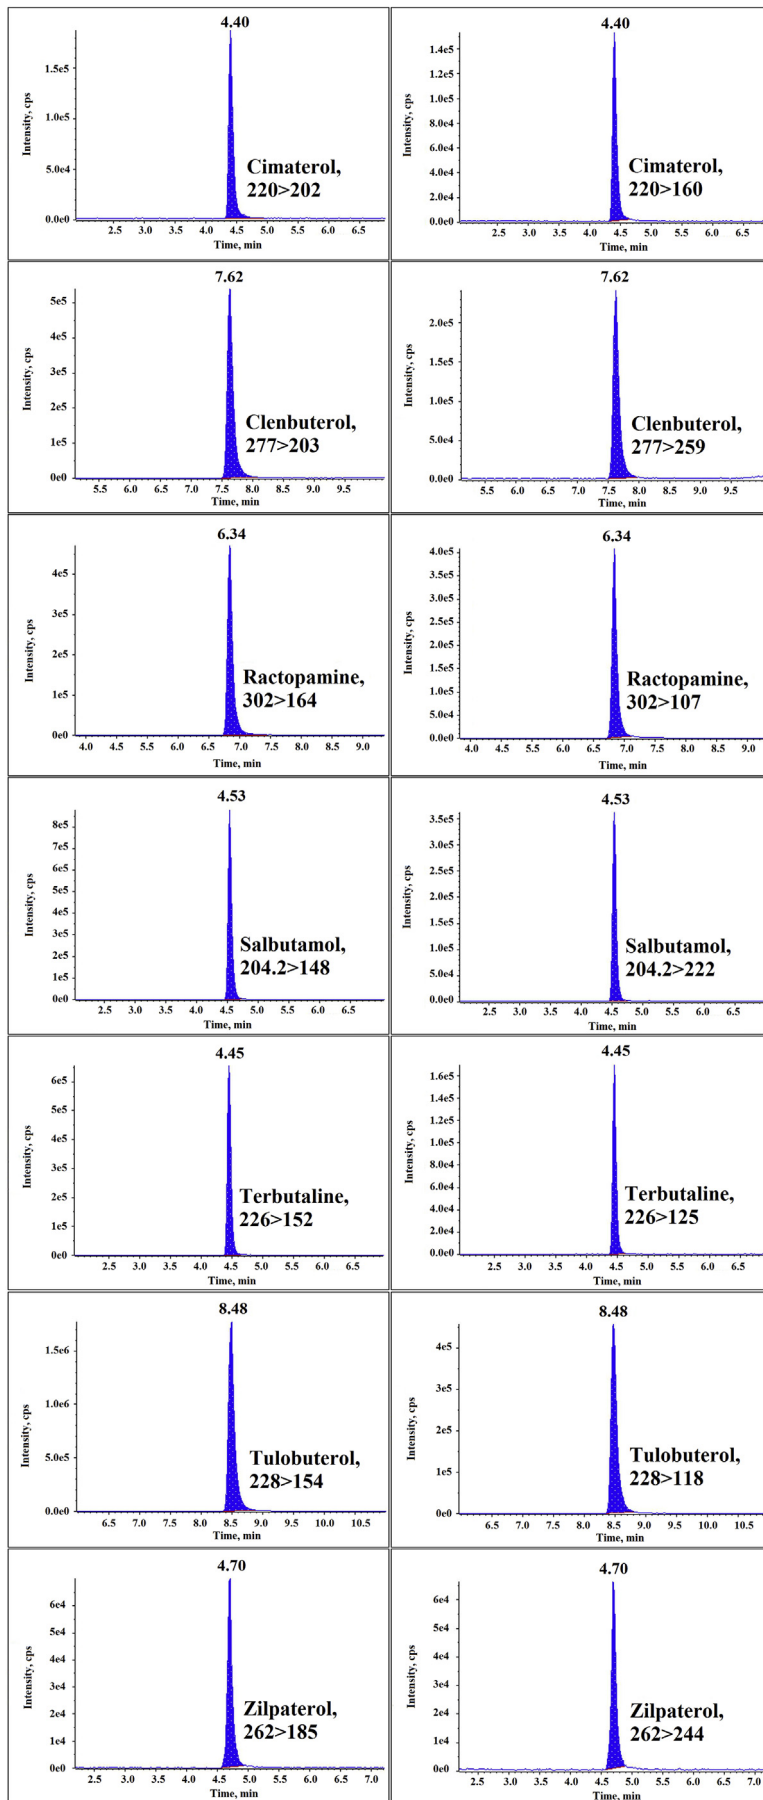 4.40
Intensity, cps
1.5e5
1.0e5
5.0e4
0.0e0
Cimaterol,
220>202
2.5 3.0 3.5 4.0 4.5 5.0 5.5 6.0 6.5
Time, min
4.40
Intensity, cps
1.4e5
1.2e5
1.0e5
8.0e4
6.0e4
4.0e4
2.0e4
0.0e0
Cimaterol,
220>160
2.5 3.0 3.5 4.0 4.5 5.0 5.5 6.0 6.5
Time, min
7.62
Intensity, cps
5e5
4e5
3e5
2e5
1e5
0e0
Clenbuterol,
277>203
5.5 6.0 6.5 7.0 7.5 8.0 8.5 9.0 9.5
Time, min
7.62
Intensity, cps
2.0e5
1.5e5
1.0e5
5.0e4
0.0e0
Clenbuterol,
277>259
5.5 6.0 6.5 7.0 7.5 8.0 8.5 9.0 9.5
Time, min
6.34
Intensity, cps
4e5
3e5
2e5
1e5
0e0
Ractopamine,
302>164
4.0 4.5 5.0 5.5 6.0 6.5 7.0 7.5 8.0 8.5 9.0
Time, min
6.34
Intensity, cps
4.0e5
3.5e5
3.0e5
2.5e5
2.0e5
1.5e5
1.0e5
5.0e4
0.0e0
Ractopamine,
302>107
4.0 4.5 5.0 5.5 6.0 6.5 7.0 7.5 8.0 8.5 9.0
Time, min
4.53
Intensity, cps
8e5
7e5
6e5
5e5
4e5
3e5
2e5
1e5
0e0
Salbutamol,
204.2>148
2.5 3.0 3.5 4.0 4.5 5.0 5.5 6.0 6.5
Time, min
4.53
Intensity, cps
3.5e5
3.0e5
2.5e5
2.0e5
1.5e5
1.0e5
5.0e4
0.0e0
Salbutamol,
204.2>222
2.5 3.0 3.5 4.0 4.5 5.0 5.5 6.0 6.5
Time, min
4.45
Intensity, cps
6e5
5e5
4e5
3e5
2e5
1e5
0e0
Terbutaline,
226>152
2.5 3.0 3.5 4.0 4.5 5.0 5.5 6.0 6.5
Time, min
4.45
Intensity, cps
1.6e5
1.4e5
1.2e5
1.0e5
8.0e4
6.0e4
4.0e4
2.0e4
0.0e0
Terbutaline,
226>125
2.5 3.0 3.5 4.0 4.5 5.0 5.5 6.0 6.5
Time, min
8.48
Intensity, cps
1.5e6
1.0e6
5.0e5
0.0e0
Tulobuterol,
228>154
6.5 7.0 7.5 8.0 8.5 9.0 9.5 10.0 10.5
Time, min
8.48
Intensity, cps
4e5
3e5
2e5
1e5
0e0
Tulobuterol,
228>118
6.5 7.0 7.5 8.0 8.5 9.0 9.5 10.0 10.5
Time, min
4.70
Intensity, cps
6e4
5e4
4e4
3e4
2e4
1e4
0e0
Zilpaterol,
262>185
2.5 3.0 3.5 4.0 4.5 5.0 5.5 6.0 6.5 7.0
Time, min
4.70
Intensity, cps
6e4
5e4
4e4
3e4
2e4
1e4
0e0
Zilpaterol,
262>244
2.5 3.0 3.5 4.0 4.5 5.0 5.5 6.0 6.5 7.0
Time, min